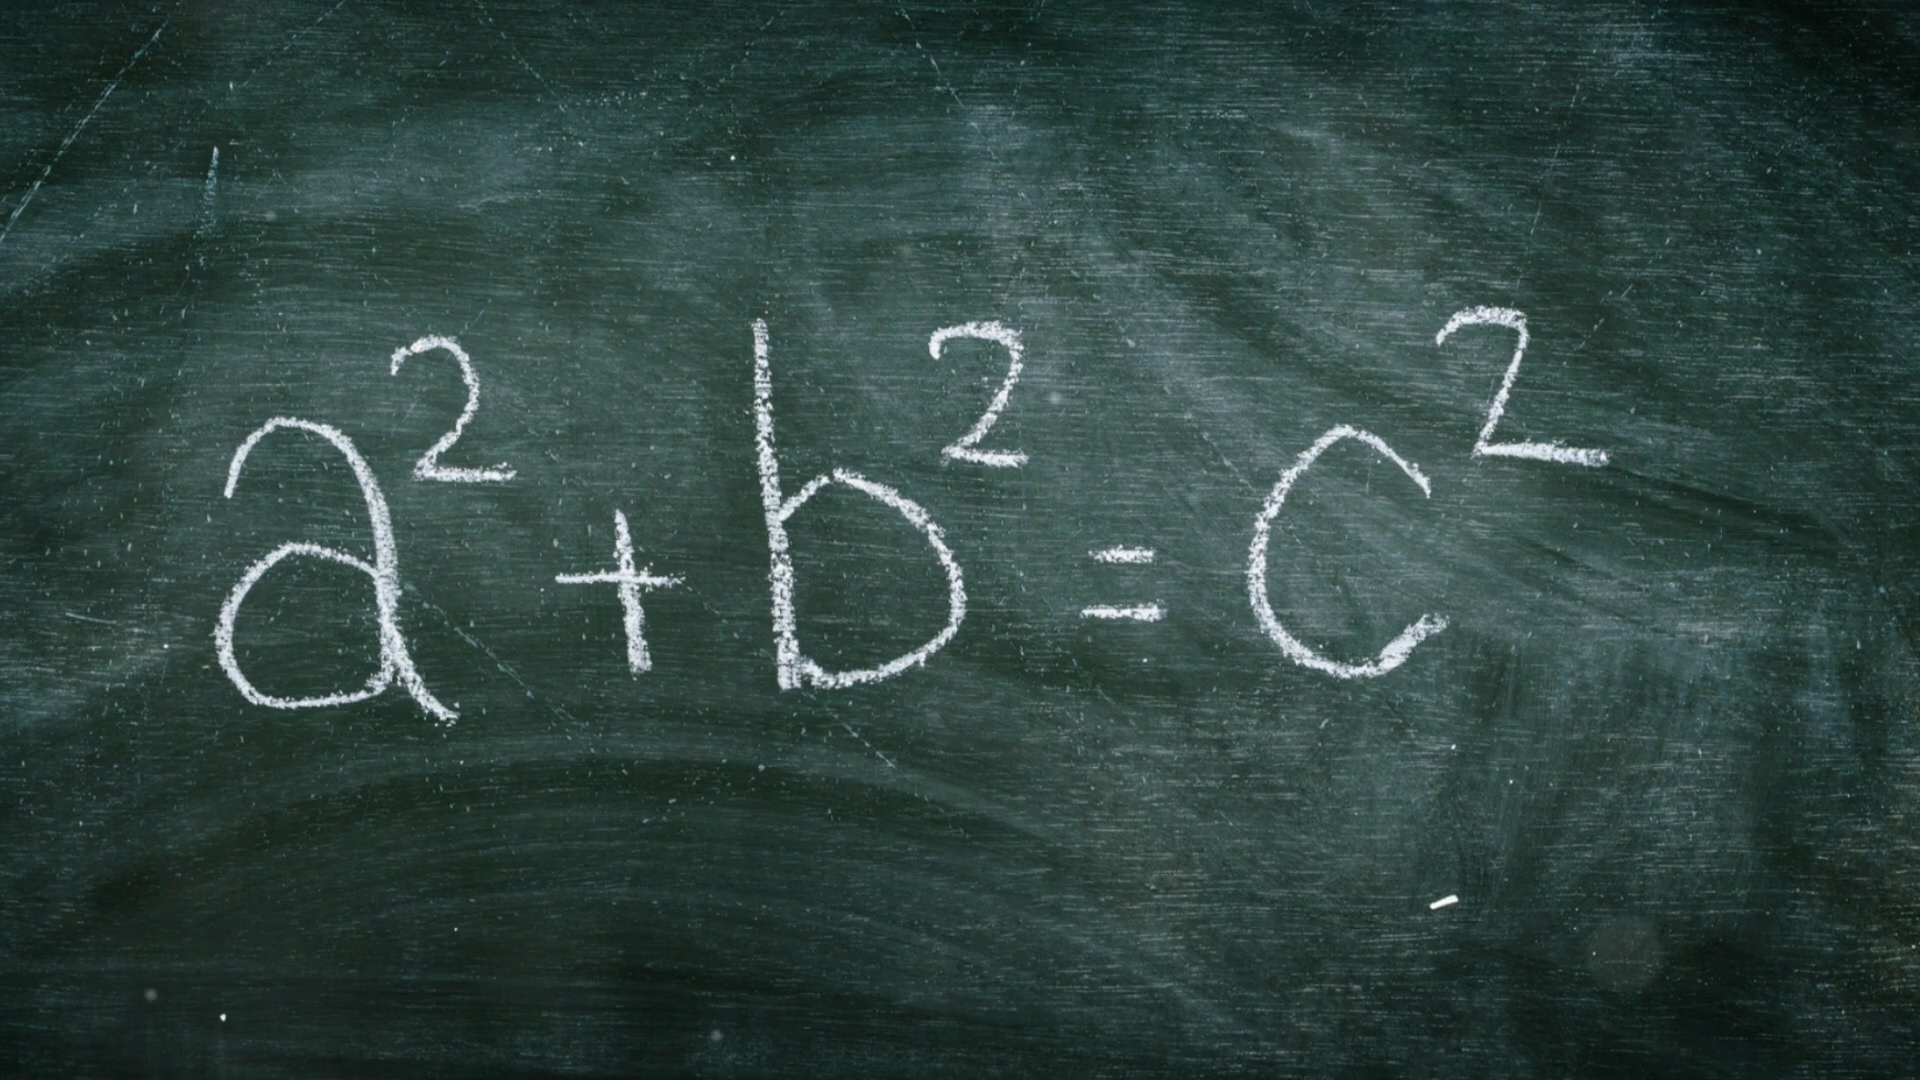 a² + b² = c²